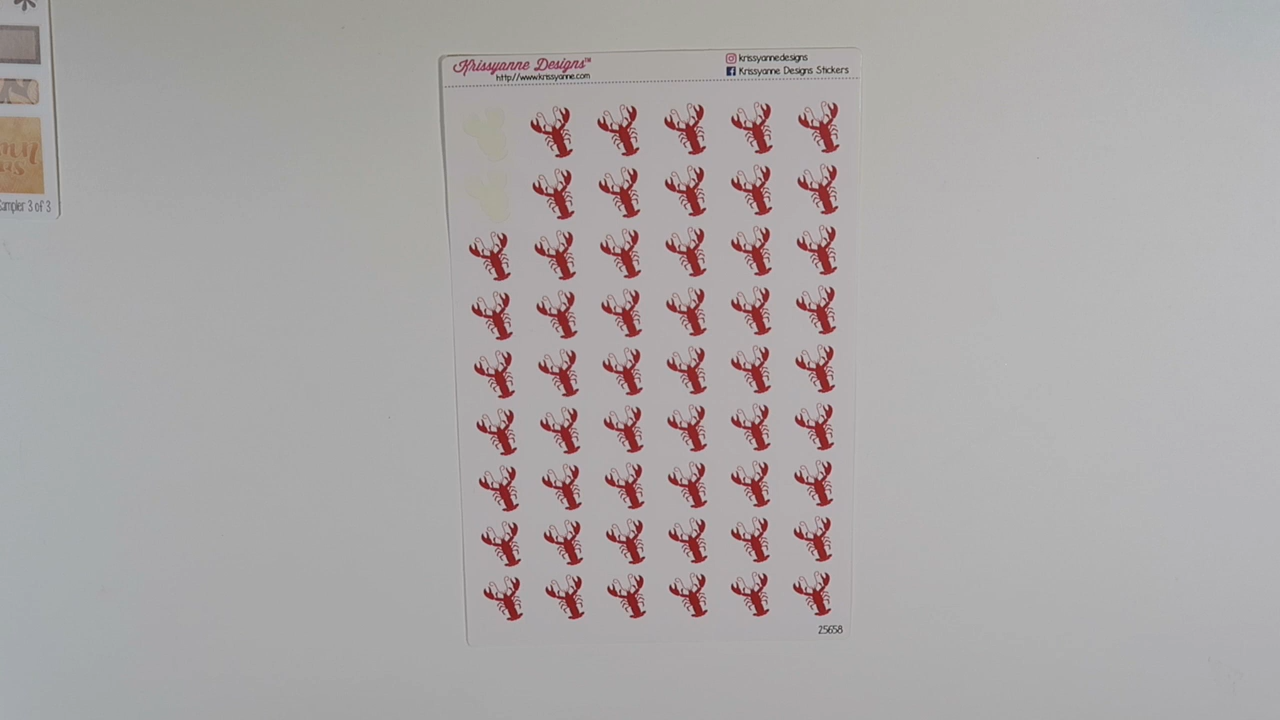 Krissyanne Designs™
http://www.krissyanne.com
krissyannedesigns
Krissyanne Designs Stickers
Sampler 3 of 3
25658